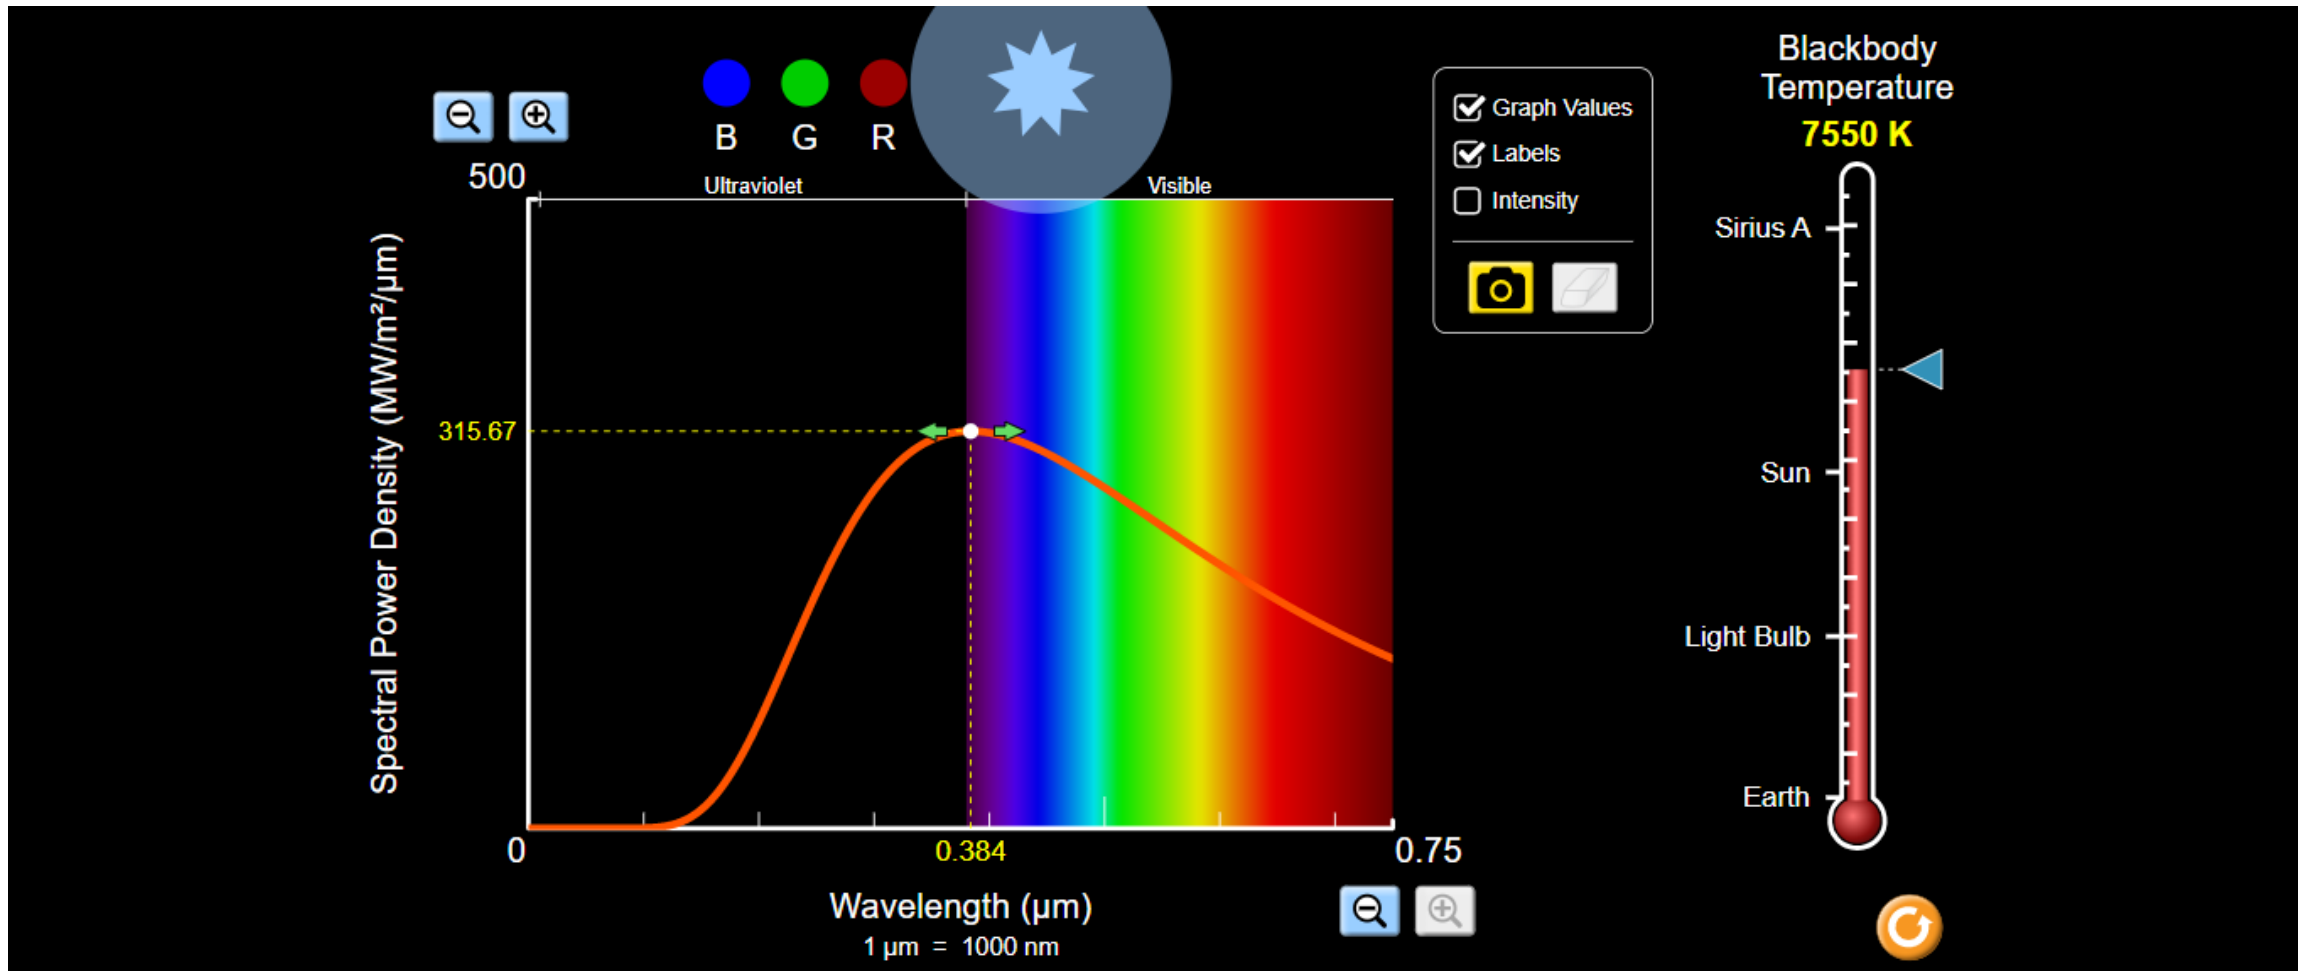 Blackbody
Temperature
7550 K
B
G
R
Graph Values
Labels
Intensity
500
Ultraviolet
Visible
Sirius A
Sun
Light Bulb
Earth
Spectral Power Density (MW/m²/μm)
315.67
0
0.384
0.75
Wavelength (μm)
1 μm = 1000 nm